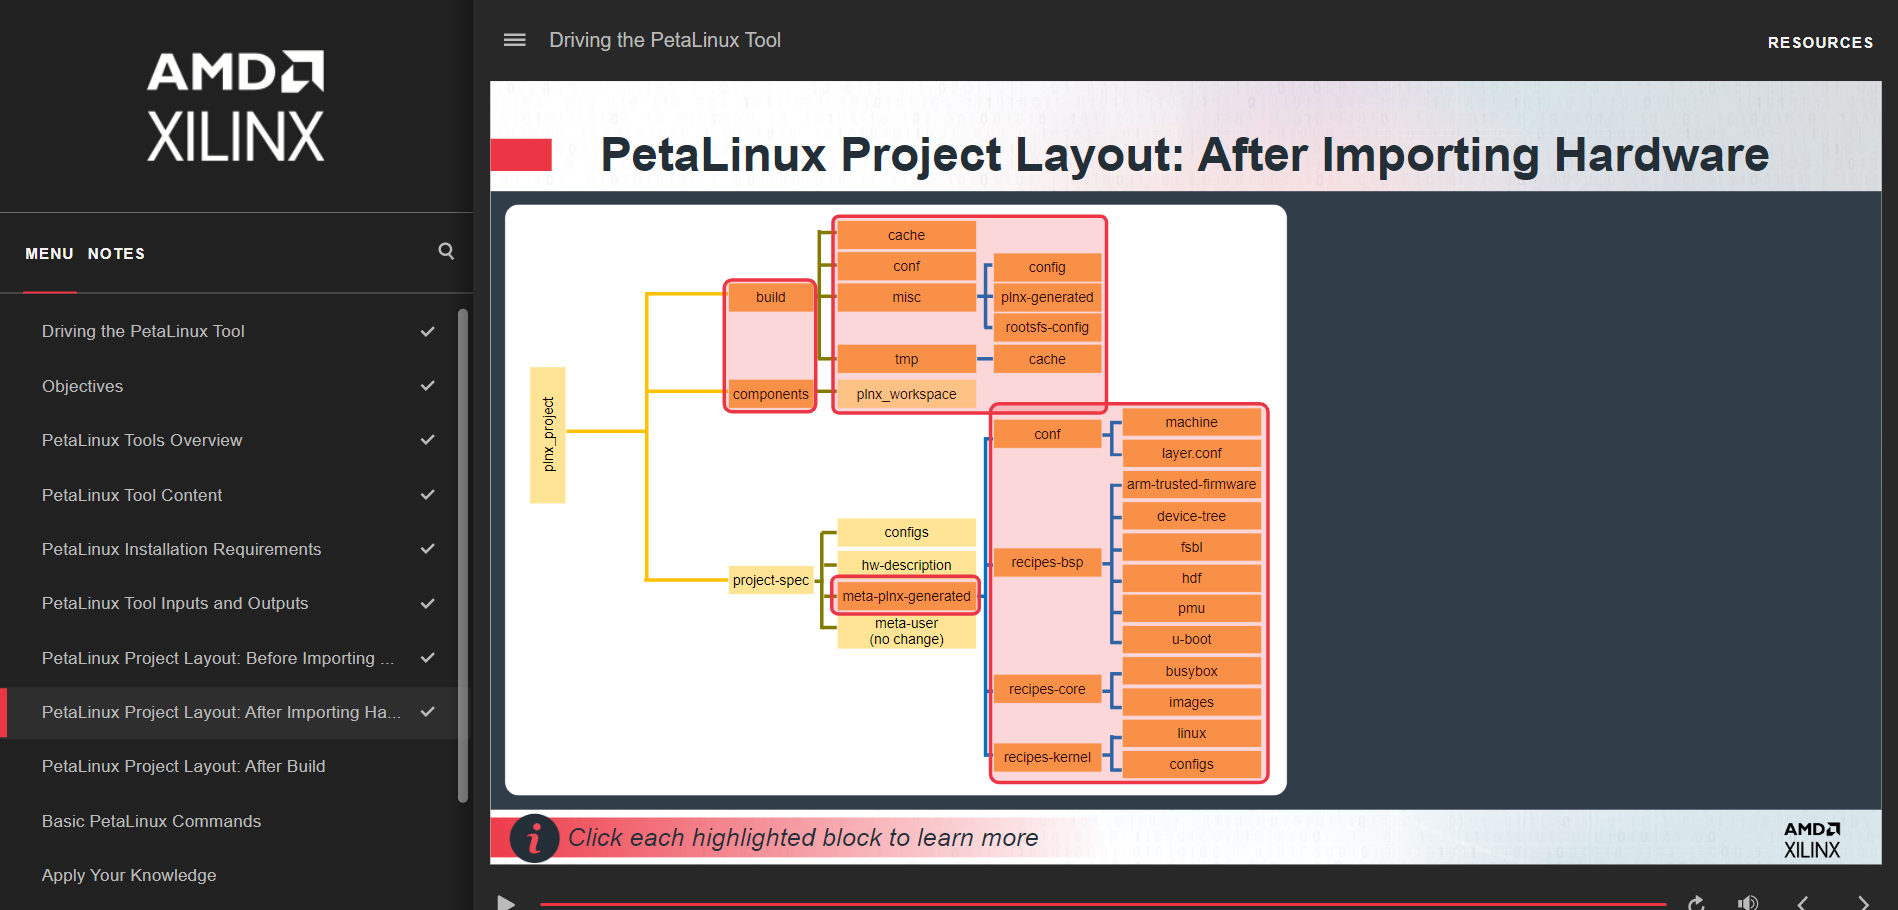 AMD
XILINX
MENU NOTES
Driving the PetaLinux Tool
Objectives
PetaLinux Tools Overview
PetaLinux Tool Content
PetaLinux Installation Requirements
PetaLinux Tool Inputs and Outputs
PetaLinux Project Layout: Before Importing ...
PetaLinux Project Layout: After Importing Ha...
PetaLinux Project Layout: After Build
Basic PetaLinux Commands
Apply Your Knowledge
Driving the PetaLinux Tool
RESOURCES
PetaLinux Project Layout: After Importing Hardware
plnx_project
build
components
project-spec
cache
conf
misc
tmp
plnx_workspace
config
plnx-generated
rootsfs-config
cache
configs
hw-description
meta-plnx-generated
meta-user
(no change)
conf
recipes-bsp
recipes-core
recipes-kernel
machine
layer.conf
arm-trusted-firmware
device-tree
fsbl
hdf
pmu
u-boot
busybox
images
linux
configs
i
Click each highlighted block to learn more
AMD
XILINX